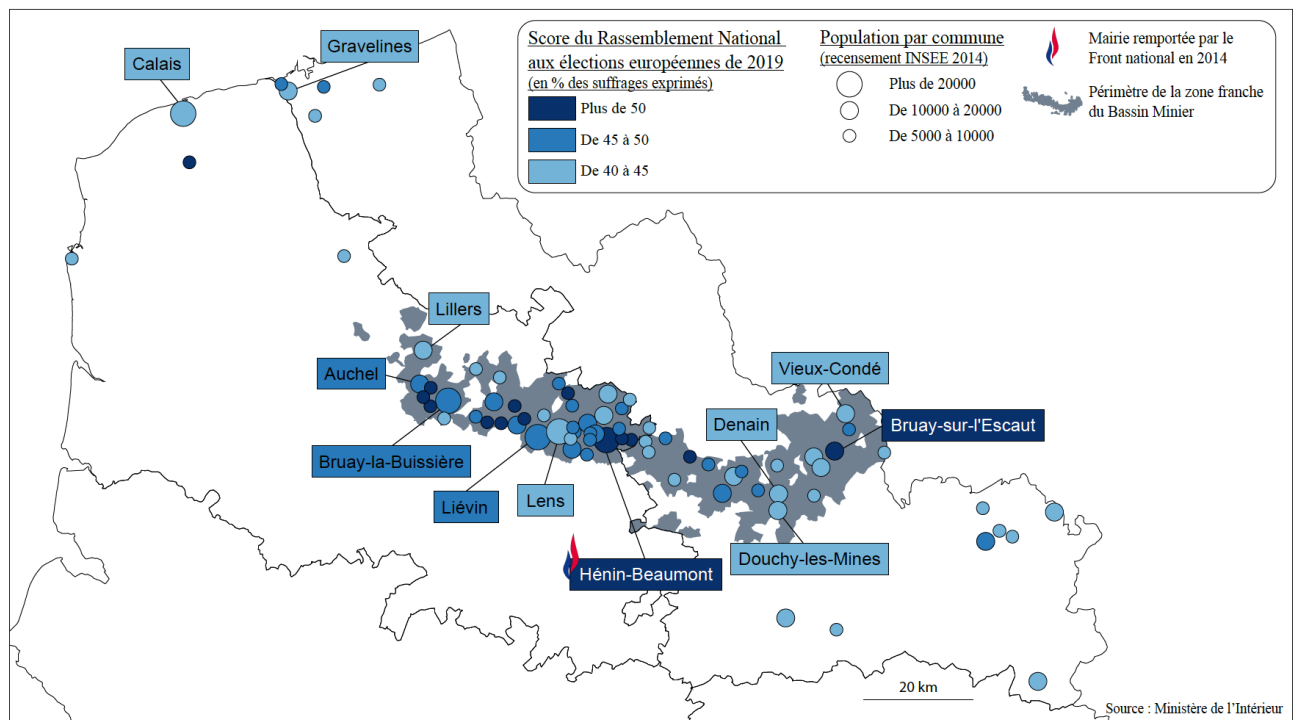 Score du Rassemblement National
aux élections européennes de 2019
(en % des suffrages exprimés)
Plus de 50
De 45 à 50
De 40 à 45
Population par commune
(recensement INSEE 2014)
Plus de 20000
De 10000 à 20000
De 5000 à 10000
Mairie remportée par le
Front national en 2014
Périmètre de la zone franche
du Bassin Minier
Gravelines
Calais
Lillers
Auchel
Vieux-Condé
Denain
Bruay-sur-l'Escaut
Bruay-la-Buissière
Liévin
Lens
Douchy-les-Mines
Hénin-Beaumont
20 km
Source : Ministère de l'Intérieur